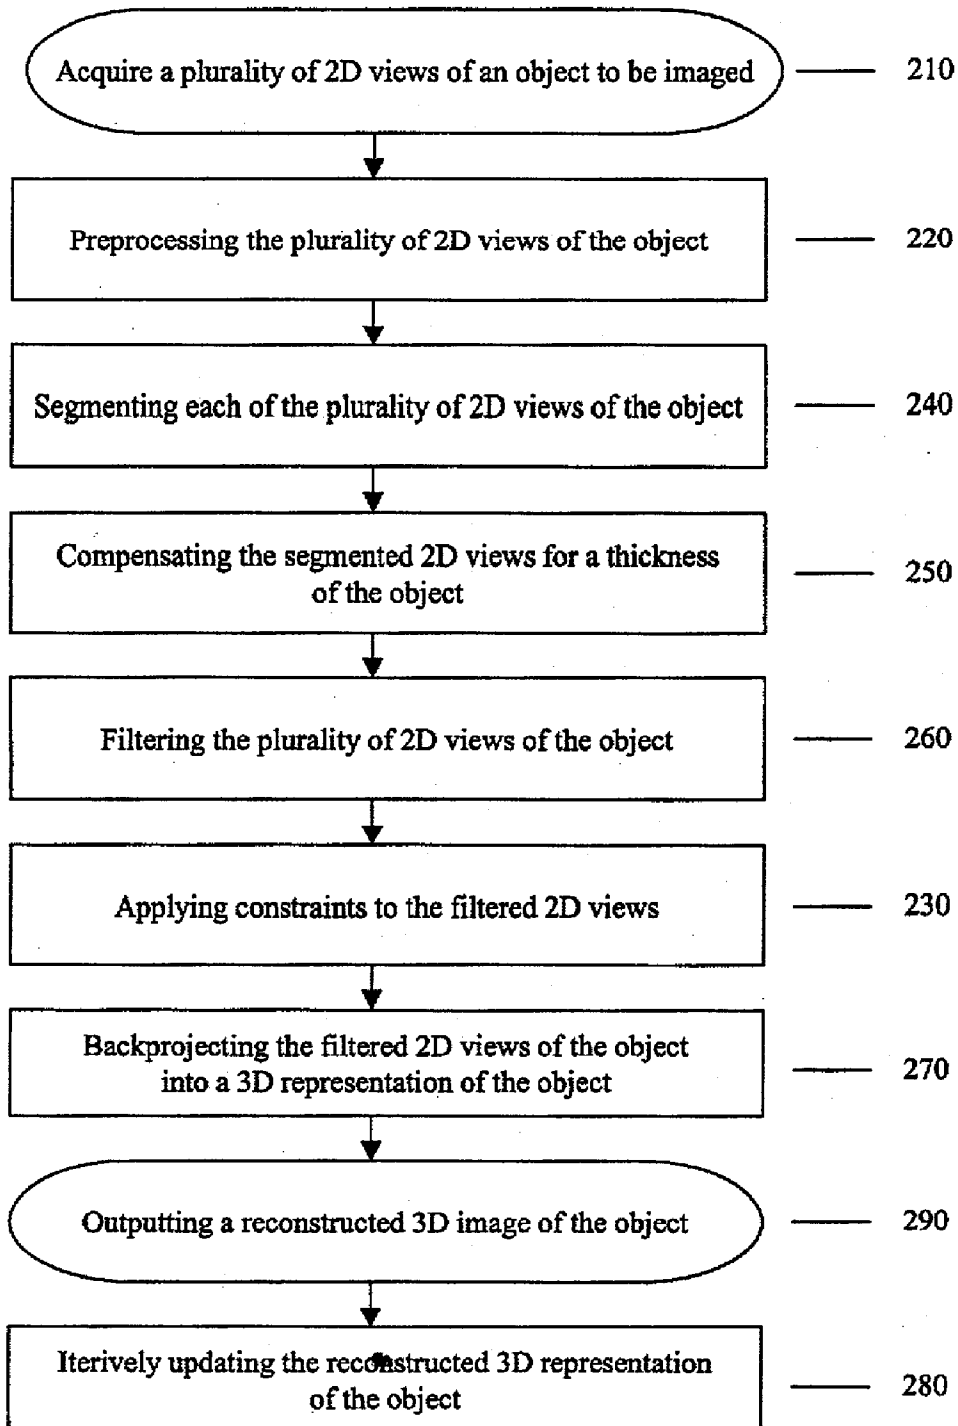 Acquire a plurality of 2D views of an object to be imaged
210
Preprocessing the plurality of 2D views of the object
220
Segmenting each of the plurality of 2D views of the object
240
Compensating the segmented 2D views for a thickness
of the object
250
Filtering the plurality of 2D views of the object
260
Applying constraints to the filtered 2D views
230
Backprojecting the filtered 2D views of the object
into a 3D representation of the object
270
Outputting a reconstructed 3D image of the object
290
Iterively updating the reconstructed 3D representation
of the object
280